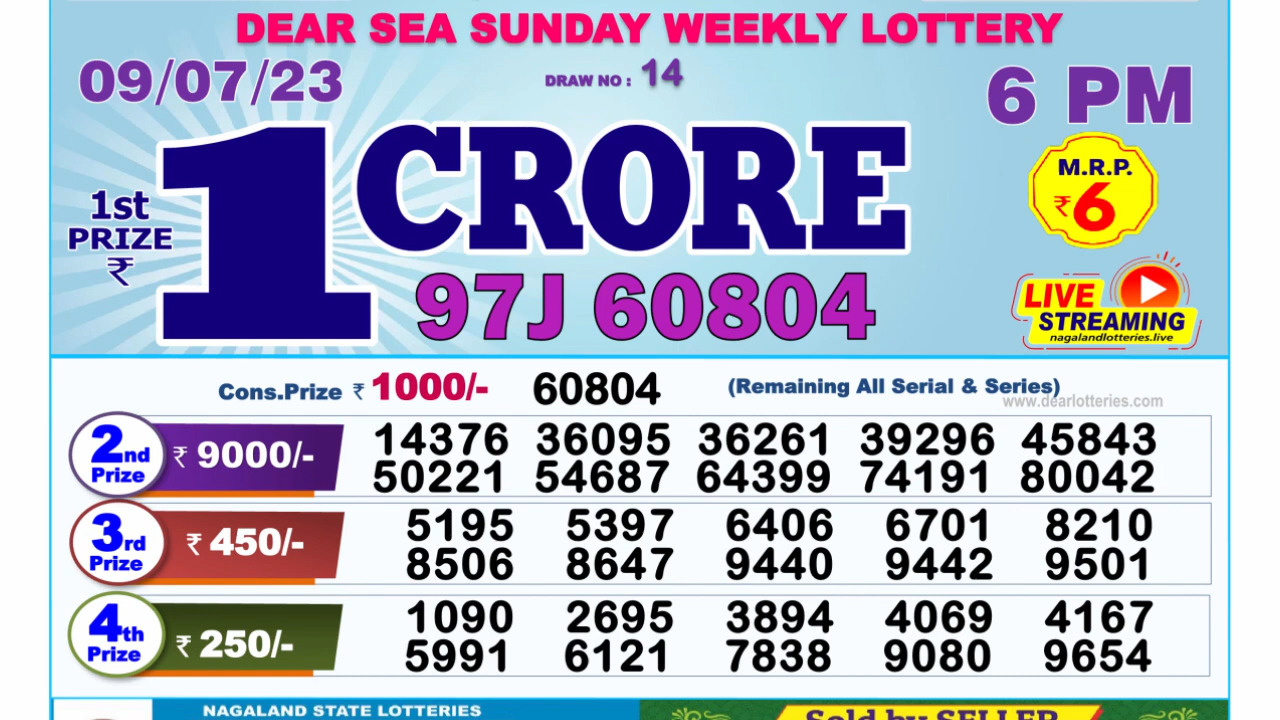 DEAR SEA SUNDAY WEEKLY LOTTERY
09/07/23
DRAW NO : 14
6 PM
1st
PRIZE
₹
1 CRORE
M.R.P.
₹6
97J 60804
LIVE
STREAMING
nagalandlotteries.live
Cons.Prize ₹ 1000/- 60804 (Remaining All Serial & Series)
www.dearlotteries.com
2nd Prize ₹ 9000/-
14376 36095 36261 39296 45843
50221 54687 64399 74191 80042
3rd Prize ₹ 450/-
5195 5397 6406 6701 8210
8506 8647 9440 9442 9501
4th Prize ₹ 250/-
1090 2695 3894 4069 4167
5991 6121 7838 9080 9654
NAGALAND STATE LOTTERIES
Sold by SELLER